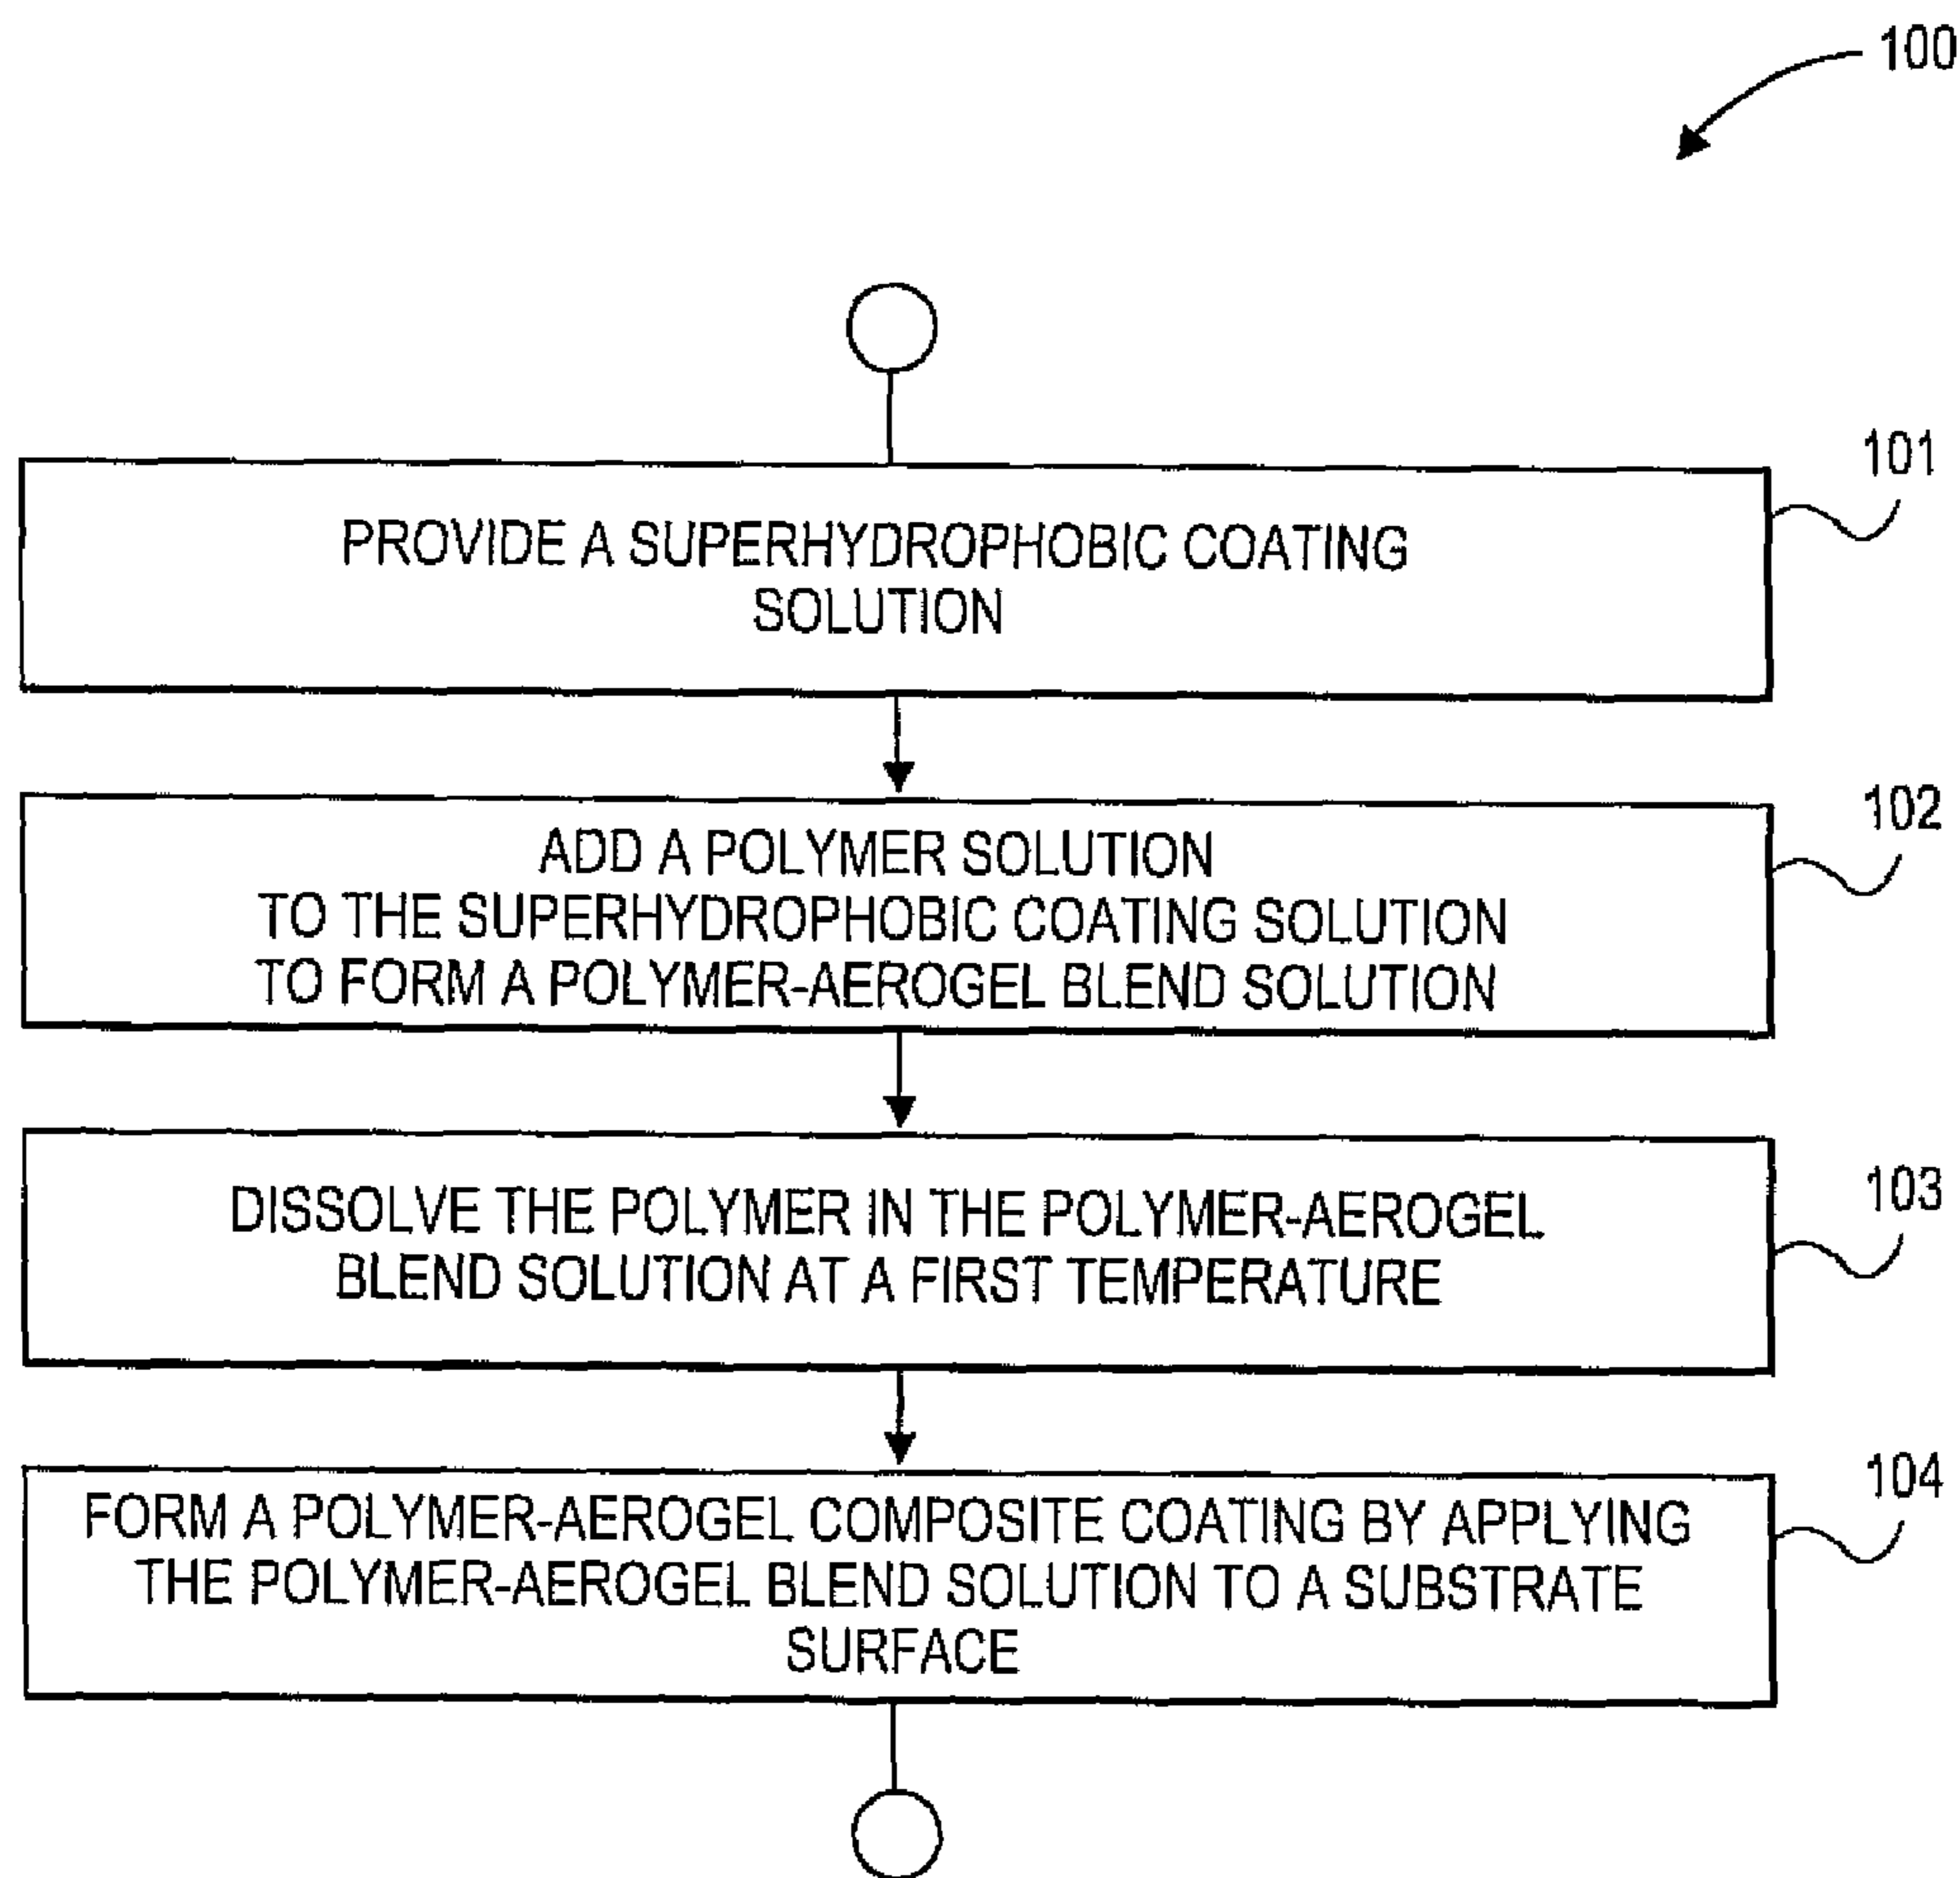 100
101
PROVIDE A SUPERHYDROPHOBIC COATING
SOLUTION
102
ADD A POLYMER SOLUTION
TO THE SUPERHYDROPHOBIC COATING SOLUTION
TO FORM A POLYMER-AEROGEL BLEND SOLUTION
103
DISSOLVE THE POLYMER IN THE POLYMER-AEROGEL
BLEND SOLUTION AT A FIRST TEMPERATURE
104
FORM A POLYMER-AEROGEL COMPOSITE COATING BY APPLYING
THE POLYMER-AEROGEL BLEND SOLUTION TO A SUBSTRATE
SURFACE